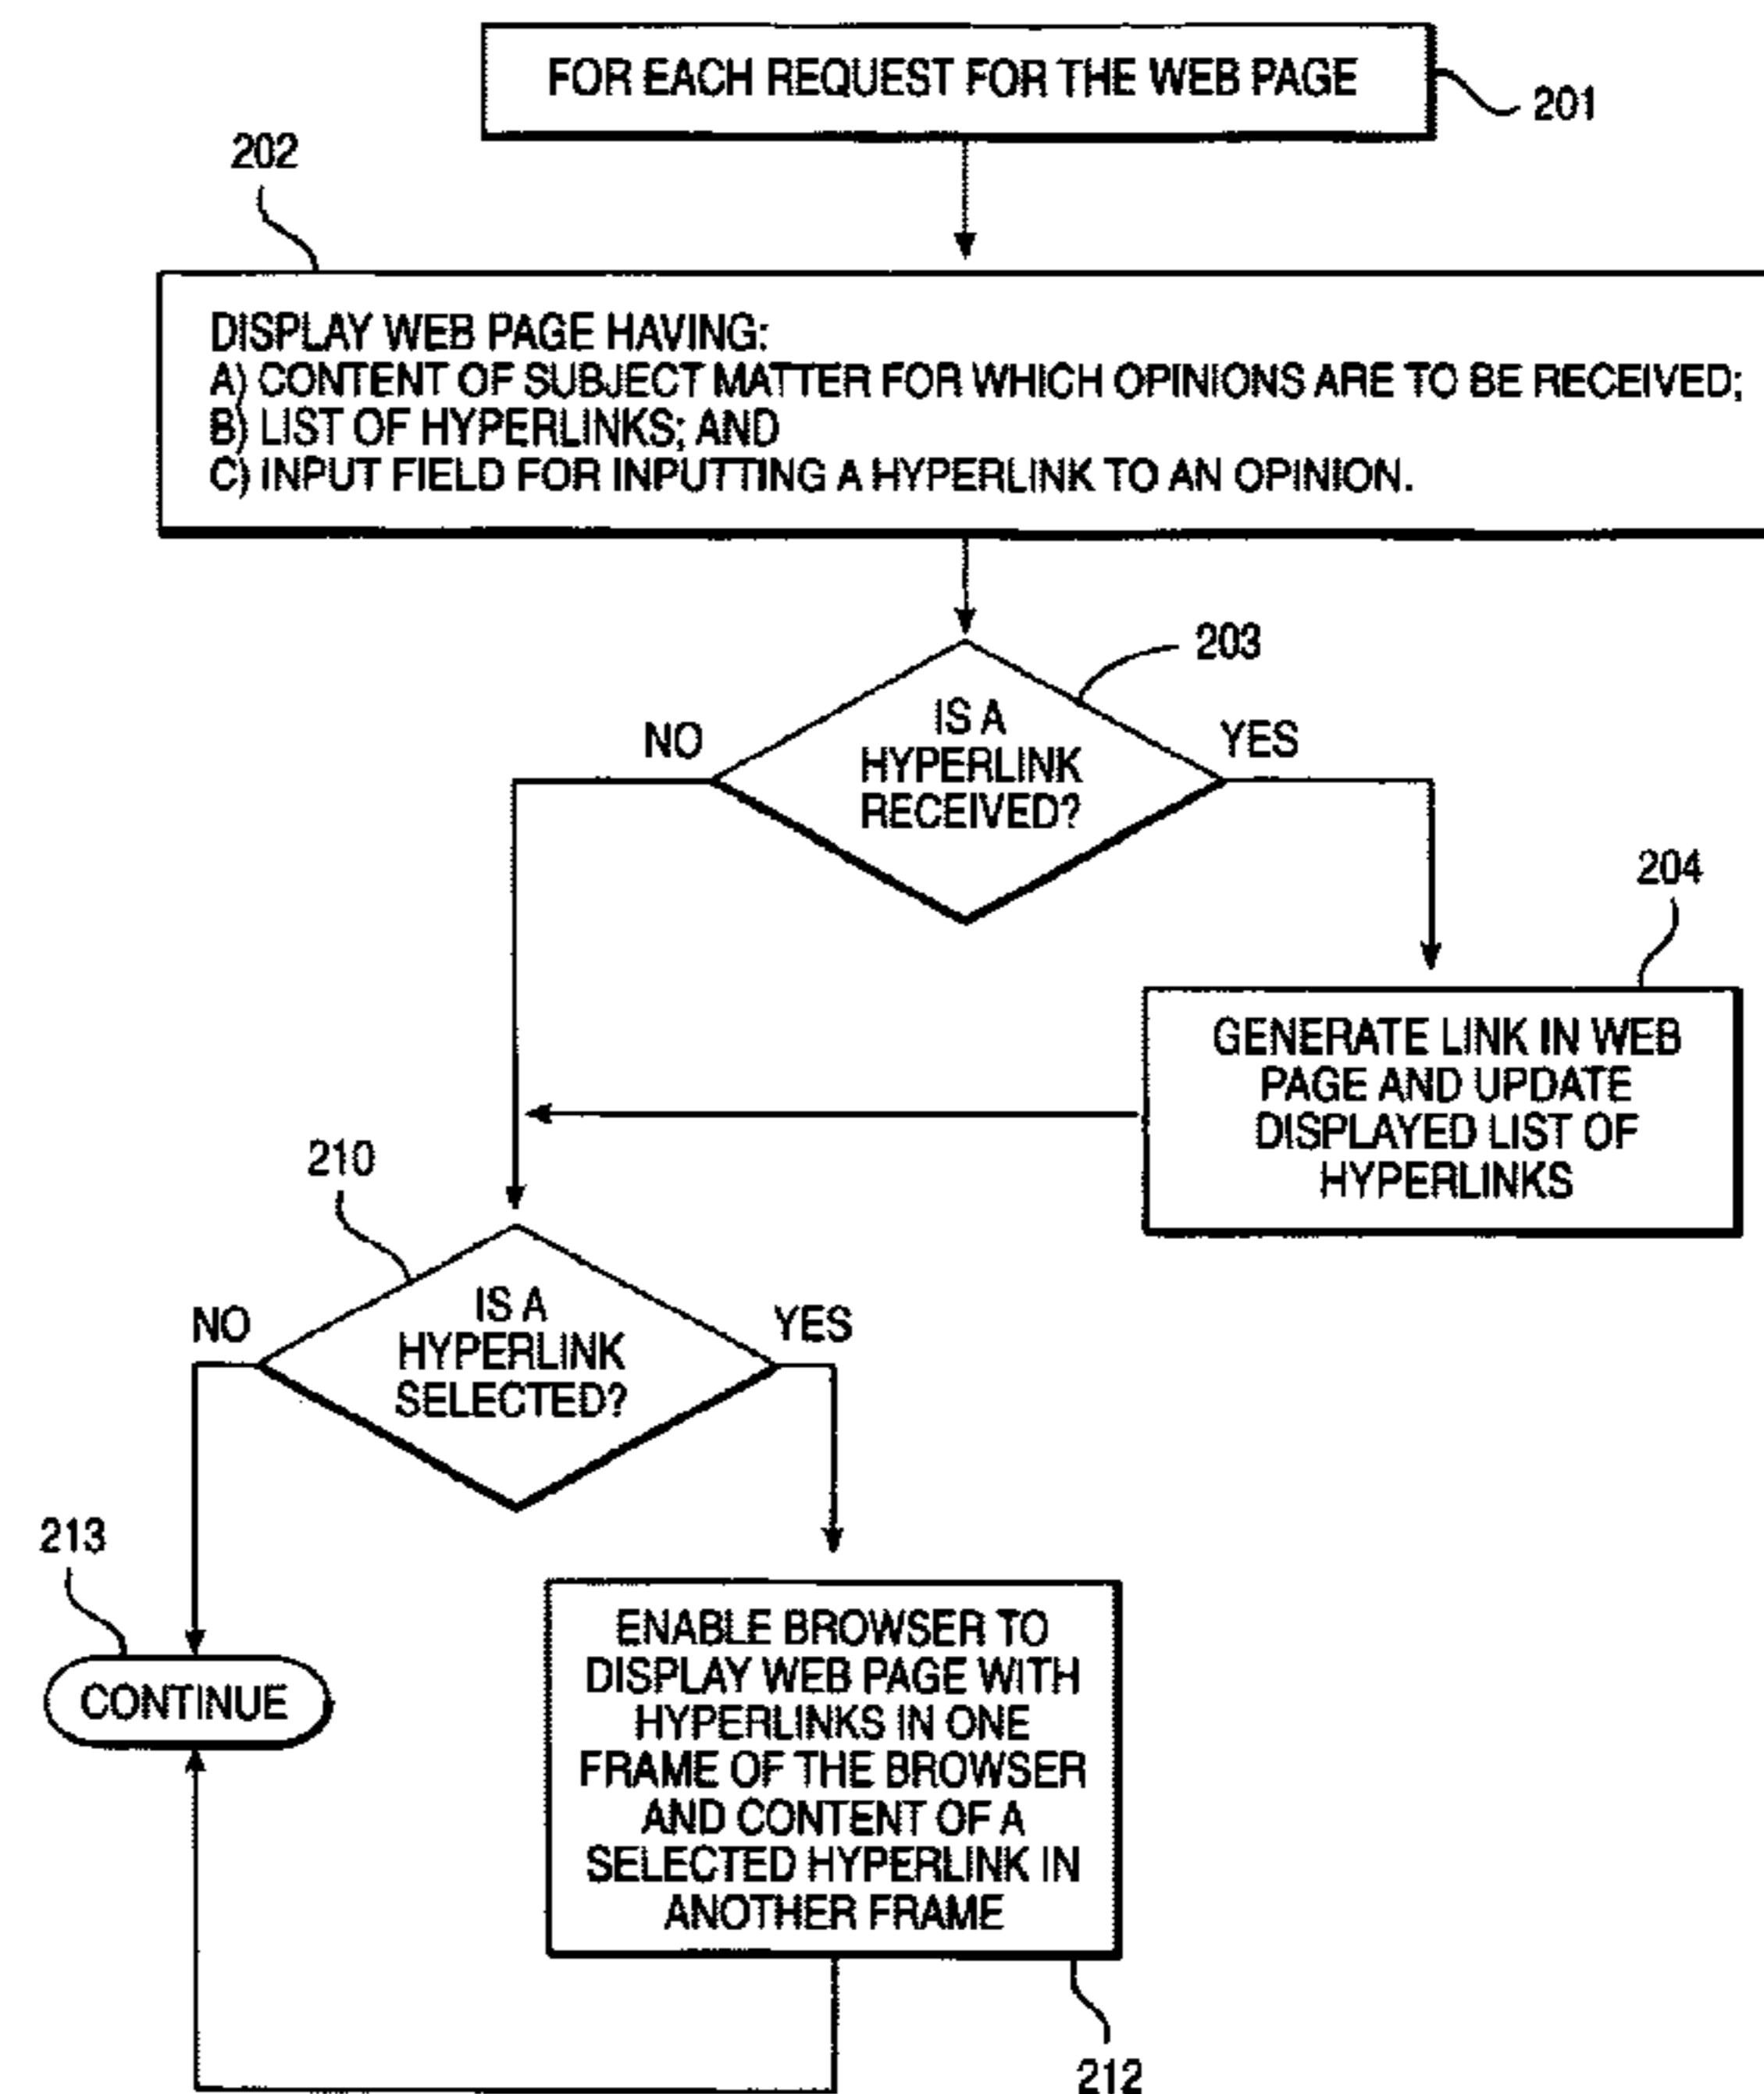 FOR EACH REQUEST FOR THE WEB PAGE
201
202
DISPLAY WEB PAGE HAVING:
A) CONTENT OF SUBJECT MATTER FOR WHICH OPINIONS ARE TO BE RECEIVED;
B) LIST OF HYPERLINKS; AND
C) INPUT FIELD FOR INPUTTING A HYPERLINK TO AN OPINION.
203
NO
IS A
HYPERLINK
RECEIVED?
YES
204
GENERATE LINK IN WEB
PAGE AND UPDATE
DISPLAYED LIST OF
HYPERLINKS
210
NO
IS A
HYPERLINK
SELECTED?
YES
213
CONTINUE
ENABLE BROWSER TO
DISPLAY WEB PAGE WITH
HYPERLINKS IN ONE
FRAME OF THE BROWSER
AND CONTENT OF A
SELECTED HYPERLINK IN
ANOTHER FRAME
212